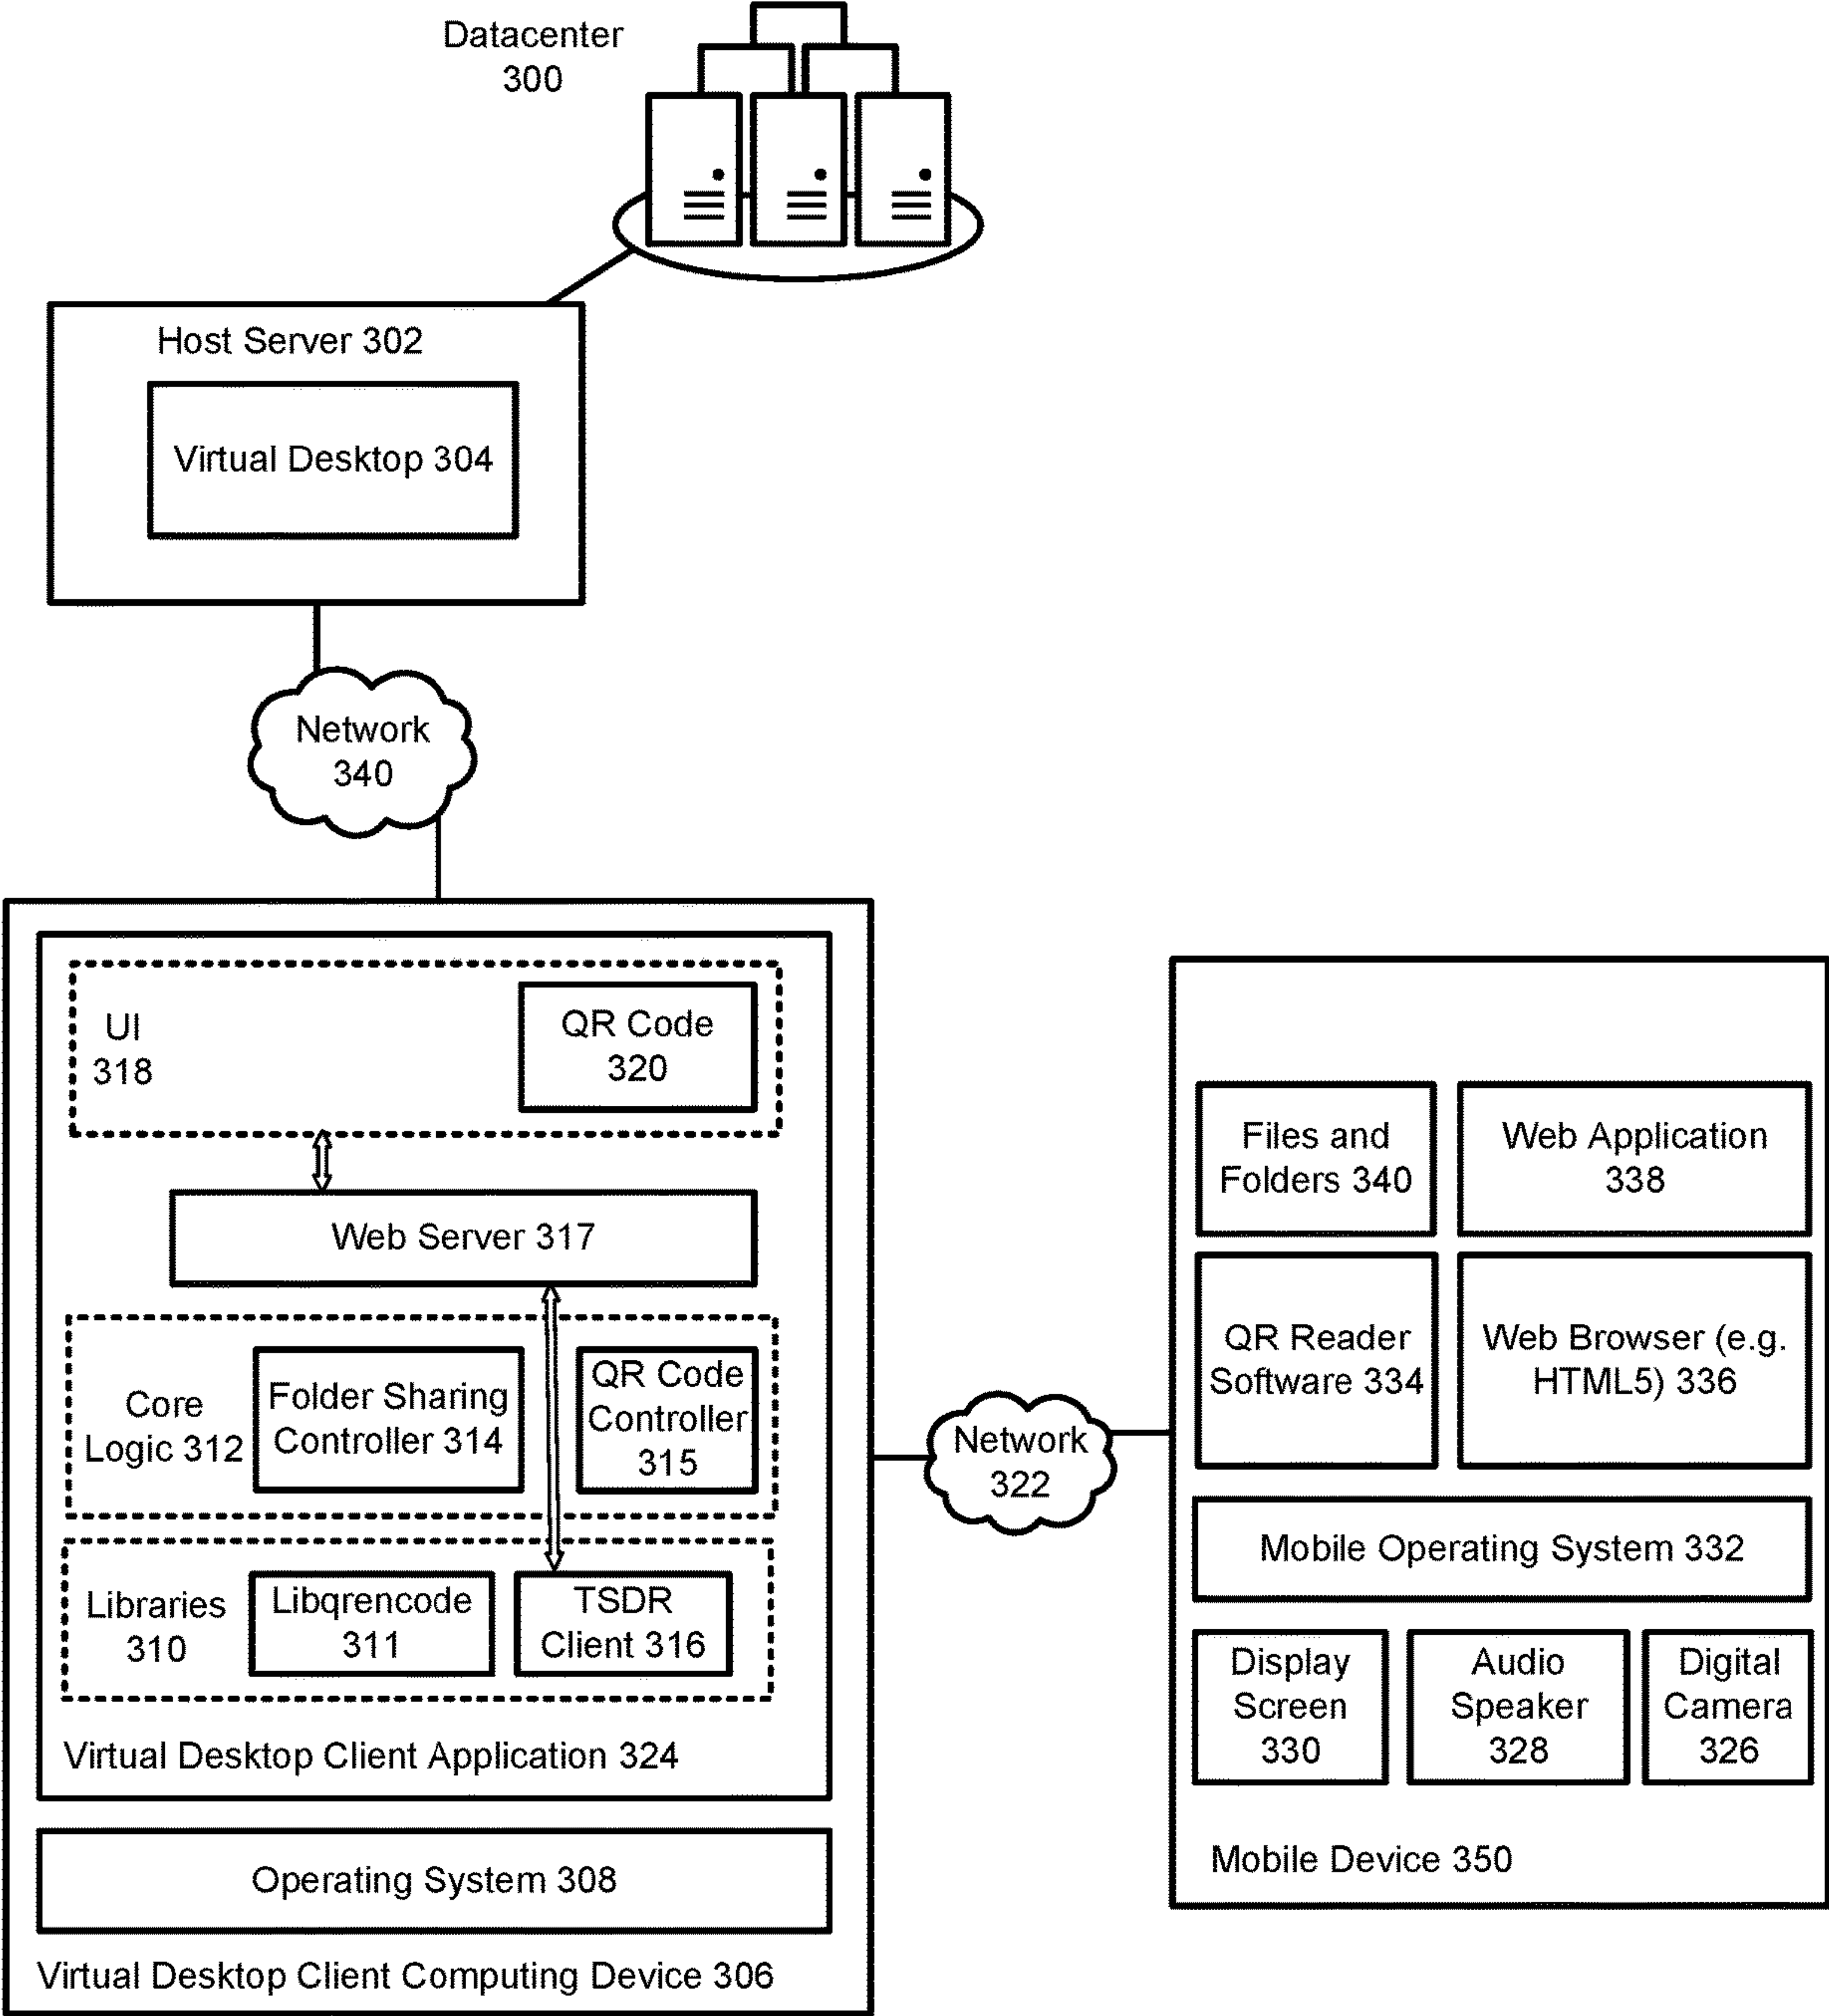 Datacenter
300
Host Server 302
Virtual Desktop 304
Network
340
UI
318
QR Code
320
Web Server 317
Core
Logic 312
Folder Sharing
Controller 314
QR Code
Controller
315
Libraries
310
Libqrencode
311
TSDR
Client 316
Virtual Desktop Client Application 324
Operating System 308
Virtual Desktop Client Computing Device 306
Network
322
Files and
Folders 340
Web Application
338
QR Reader
Software 334
Web Browser (e.g.
HTML5) 336
Mobile Operating System 332
Display
Screen
330
Audio
Speaker
328
Digital
Camera
326
Mobile Device 350